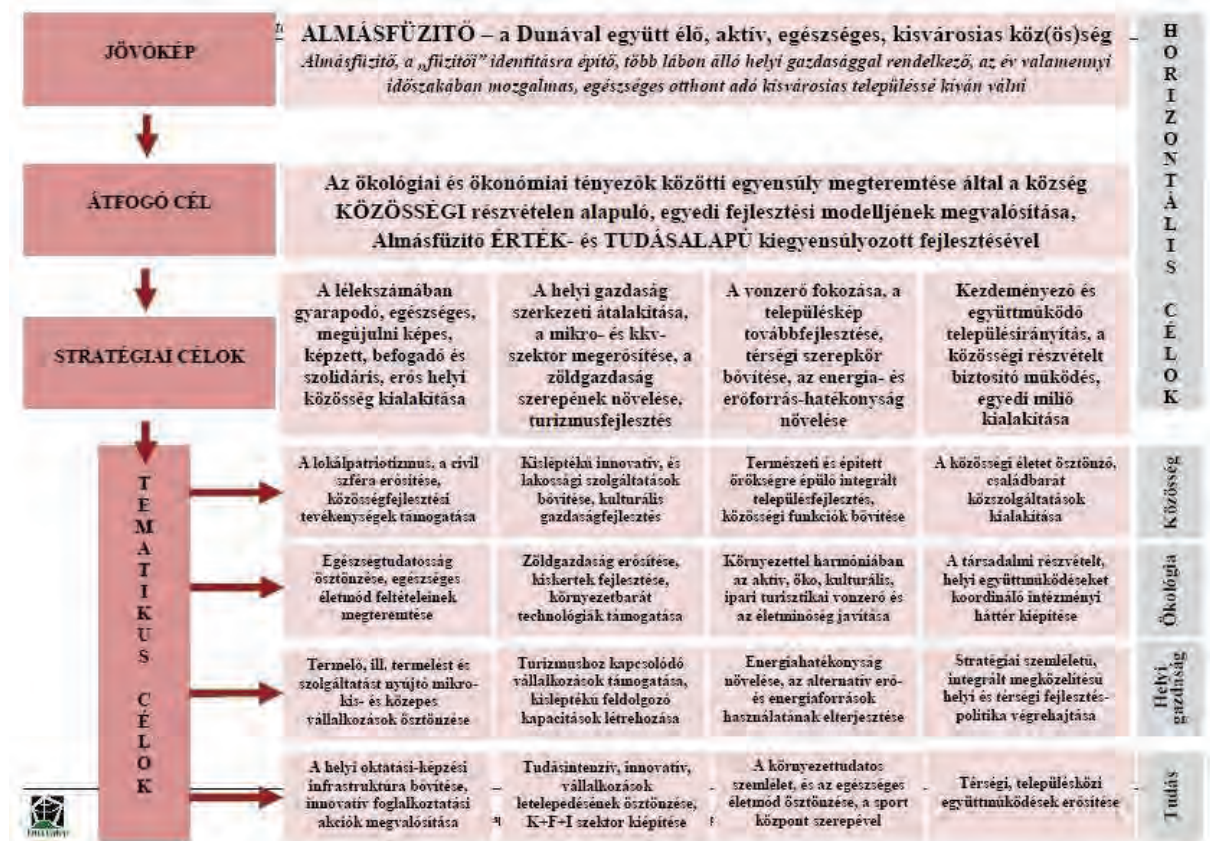 JÖVŐKÉP
ALMÁSFÜZITŐ – a Dunával együtt élő, aktív, egészséges, kisvárosias köz(ös)ség
Almásfüzitő, a „füzitői” identitásra építő, több lábon álló helyi gazdasággal rendelkező, az év valamennyi
időszakában mozgalmas, egészséges otthont adó kisvárosias településsé kíván válni
ÁTFOGÓ CÉL
Az ökológiai és ökonómiai tényezők közötti egyensúly megteremtése által a község
KÖZÖSSÉGI részvételen alapuló, egyedi fejlesztési modelljének megvalósítása,
Almásfüzitő ÉRTÉK- és TUDÁSALAPÚ kiegyensúlyozott fejlesztésével
STRATÉGIAI CÉLOK
A lélekszámában
gyarapodó, egészséges,
megújulni képes,
képzett, befogadó és
szolidáris, erős helyi
közösség kialakítása
A helyi gazdaság
szerkezeti átalakítása,
a mikro- és kkv-
szektor megerősítése, a
zöldgazdaság
szerepének növelése,
turizmusfejlesztés
A vonzerő fokozása, a
településkép
továbbfejlesztése,
térségi szerepkör
bővítése, az energia- és
erőforrás-hatékonyság
növelése
Kezdeményező és
együttműködő
településirányítás, a
közösségi részvételt
biztosító működés,
egyedi miliő
kialakítása
HORIZONTÁLIS CÉLOK
TEMATIKUS CÉLOK
A lokálpatriotizmus, a civil
szféra erősítése,
közösségfejlesztési
tevékenységek támogatása
Kisléptékű innovatív, és
lakossági szolgáltatások
bővítése, kulturális
gazdaságfejlesztés
Természeti és épített
örökségre épülő integrált
településfejlesztés,
közösségi funkciók bővítése
A közösségi életet ösztönző,
családbarát
közszolgáltatások
kialakítása
Közösség
Egészségtudatosság
ösztönzése, egészséges
életmód feltételeinek
megteremtése
Zöldgazdaság erősítése,
kiskertek fejlesztése,
környezetbarát
technológiák támogatása
Környezettel harmóniában
az aktív, öko, kulturális,
ipari turisztikai vonzerő és
az életminőség javítása
A társadalmi részvételt,
helyi együttműködéseket
koordináló intézményi
háttér kiépítése
Ökológia
Termelő, ill. termelést és
szolgáltatást nyújtó mikro-
kis- és közepes
vállalkozások ösztönzése
Turizmushoz kapcsolódó
vállalkozások támogatása,
kisléptékű feldolgozó
kapacitások létrehozása
Energiahatékonyság
növelése, az alternatív erő-
és energiaforrások
használatának elterjesztése
Stratégiai szemléletű,
integrált megközelítésű
helyi és térségi fejlesztés-
politika végrehajtása
Helyi
gazdaság
A helyi oktatási-képzési
infrastruktúra bővítése,
innovatív foglalkoztatási
akciók megvalósítása
Tudásintenzív, innovatív,
vállalkozások
letelepedésének ösztönzése,
K+F+I szektor kiépítése
A környezettudatos
szemlélet, és az egészséges
életmód ösztönzése, a sport
központ szerepével
Térségi, településközi
együttműködések erősítése
Tudás